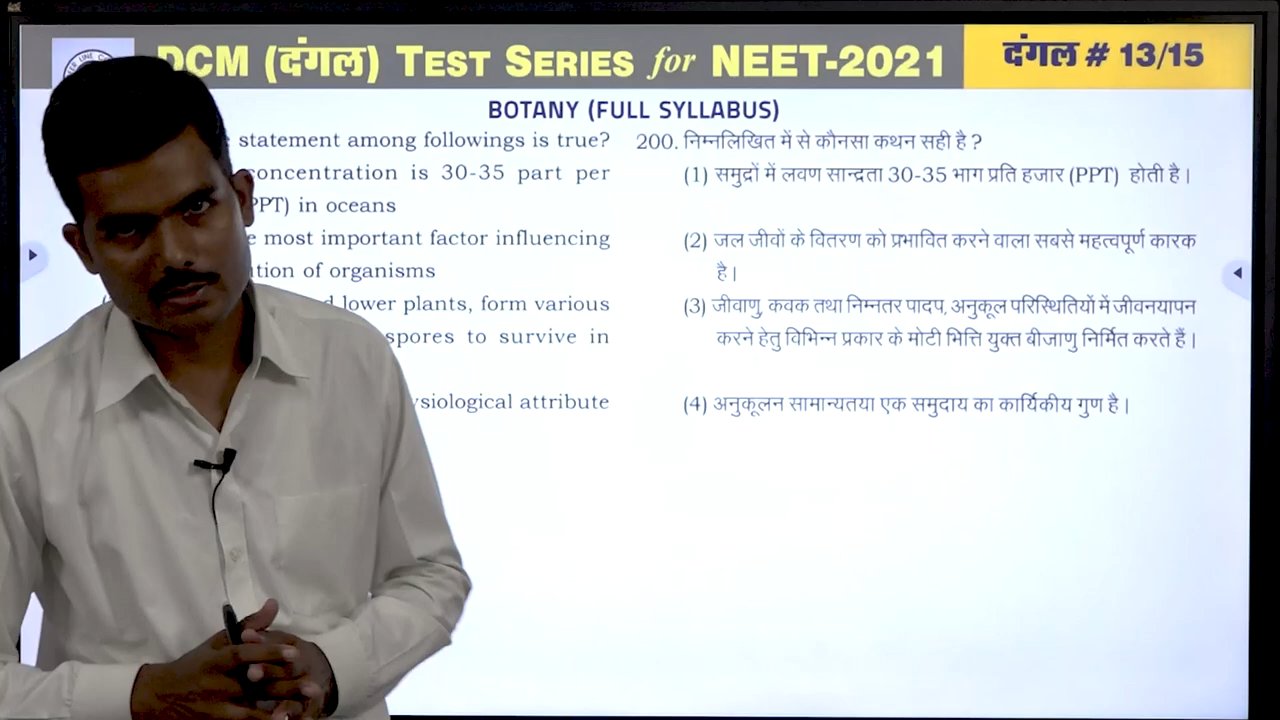 DCM (दंगल) TEST SERIES for NEET-2021
दंगल # 13/15
BOTANY (FULL SYLLABUS)
statement among followings is true?
concentration is 30-35 part per
PPT) in oceans
most important factor influencing
of organisms
lower plants, form various
spores to survive in
attribute
200. निम्नलिखित में से कौनसा कथन सही है ?
(1) समुद्रों में लवण सान्द्रता 30-35 भाग प्रति हजार (PPT) होती है।
(2) जल जीवों के वितरण को प्रभावित करने वाला सबसे महत्वपूर्ण कारक
है।
(3) जीवाणु, कवक तथा निम्नतर पादप, अनुकूल परिस्थितियों में जीवनयापन
करने हेतु विभिन्न प्रकार के मोटी भित्ति युक्त बीजाणु निर्मित करते हैं।
(4) अनुकूलन सामान्यतया एक समुदाय का कार्यिकीय गुण है।